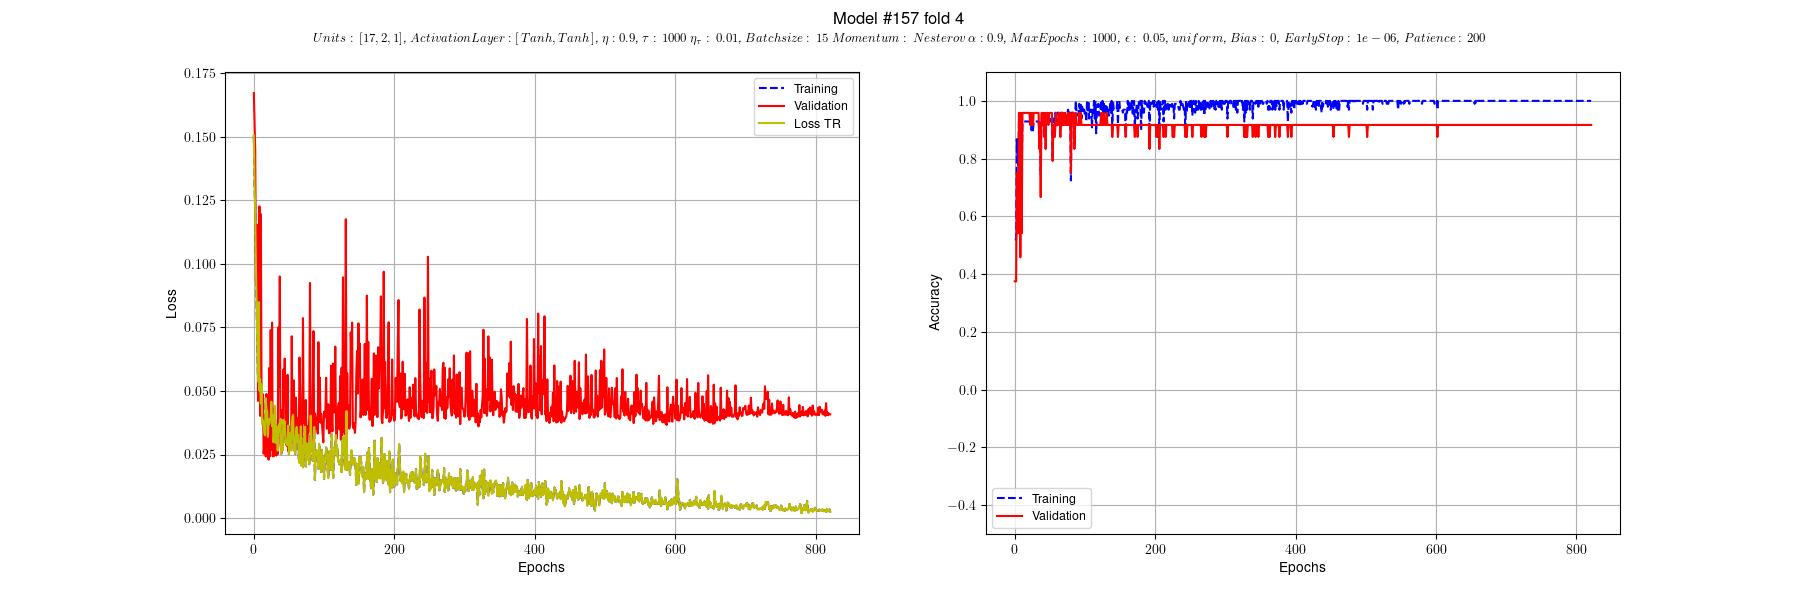 Model #157 fold 4
Units : [17, 2, 1], ActivationLayer : [Tanh, Tanh], η : 0.9, τ : 1000 ητ : 0.01, Batchsize : 15 Momentum : Nesterov α : 0.9, MaxEpochs : 1000, ϵ : 0.05, uniform, Bias : 0, EarlyStop : 1e − 06, Patience : 200
0.175
0.150
0.125
0.100
0.075
0.050
0.025
0.000
Loss
Training
Validation
Loss TR
0 200 400 600 800
Epochs
1.0
0.8
0.6
0.4
0.2
0.0
−0.2
−0.4
Accuracy
Training
Validation
0 200 400 600 800
Epochs